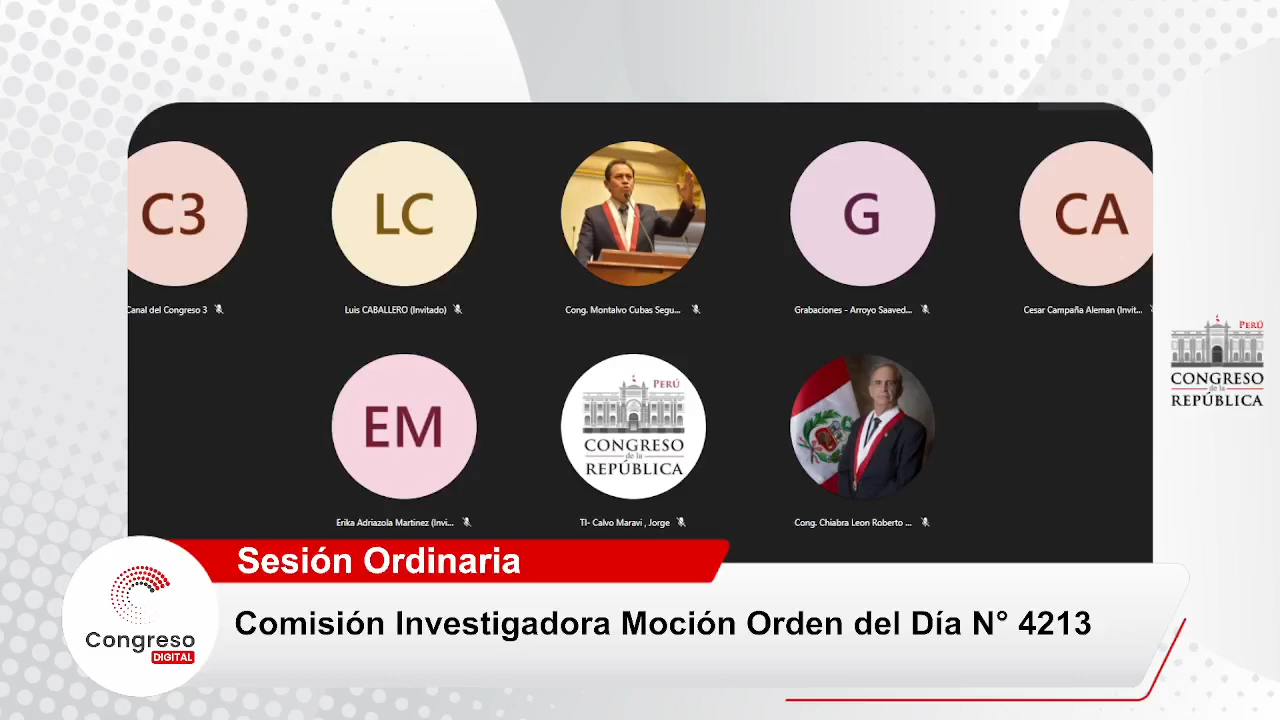 C3
LC
G
CA
Canal del Congreso 3
Luis CABALLERO (Invitado)
Cong. Montalvo Cubas Segu...
Grabaciones - Arroyo Saaved...
Cesar Campaña Aleman (Invit...
PERÚ
CONGRESO
de la
REPÚBLICA
EM
PERÚ
CONGRESO
de la
REPÚBLICA
Erika Adriazola Martinez (Invi...
TI- Calvo Maravi , Jorge
Cong. Chiabra Leon Roberto ...
Sesión Ordinaria
Comisión Investigadora Moción Orden del Día N° 4213
Congreso
DIGITAL